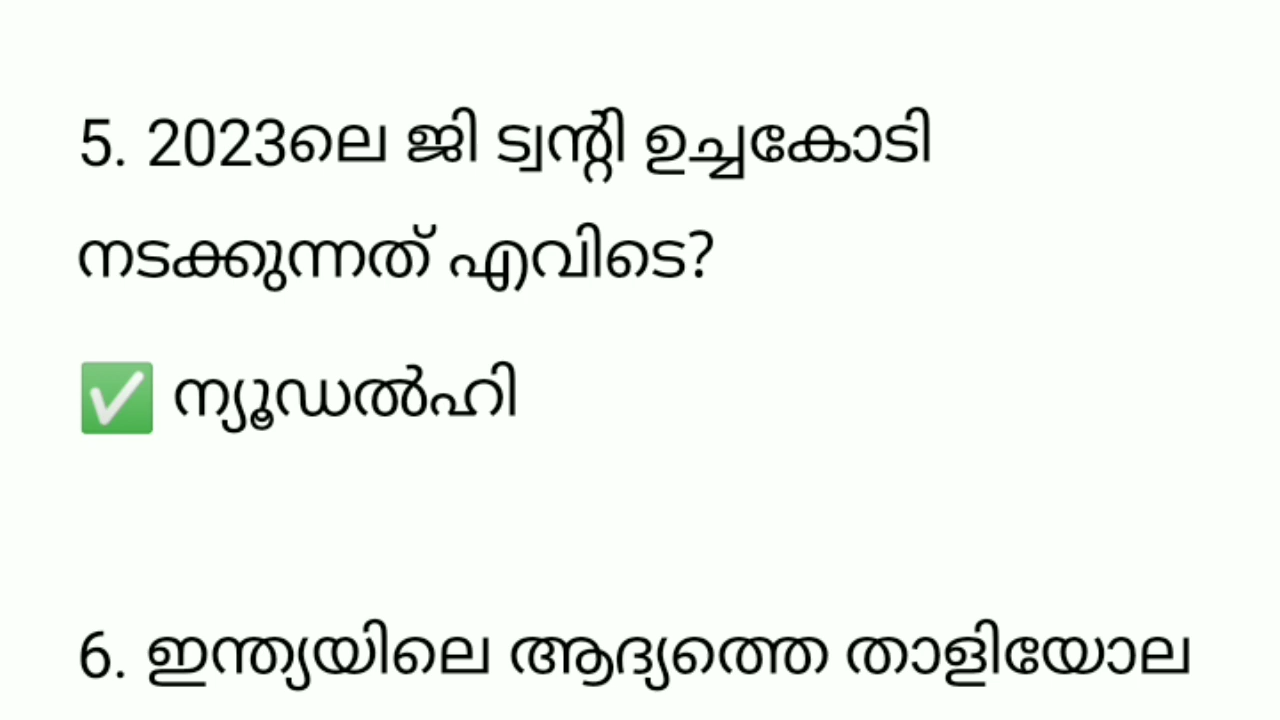 5. 2023ലെ ജി ട്വന്റി ഉച്ചകോടി
നടക്കുന്നത് എവിടെ?
✅ ന്യൂഡൽഹി
6. ഇന്ത്യയിലെ ആദ്യത്തെ താളിയോല